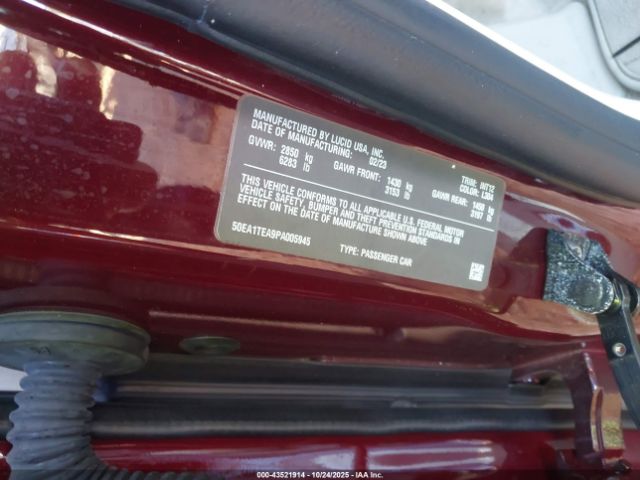 MANUFACTURED BY LUCID USA, INC.
DATE OF MANUFACTURING: 02/23 TRIM: INT12
GVWR: 2850 kg GAWR FRONT: 1430 kg COLOR:
6283 lb 3153 lb GAWR REAR: kg
lb
THIS VEHICLE CONFORMS TO ALL APPLICABLE U.S. FEDERAL MOTOR
VEHICLE SAFETY, BUMPER AND THEFT PREVENTION STANDARDS IN
EFFECT ON THE DATE OF MANUFACTURE SHOWN ABOVE
50EA1TEA9PA005945 TYPE: PASSENGER CAR
000-43521914 - 10/24/2025 - IAA Inc.